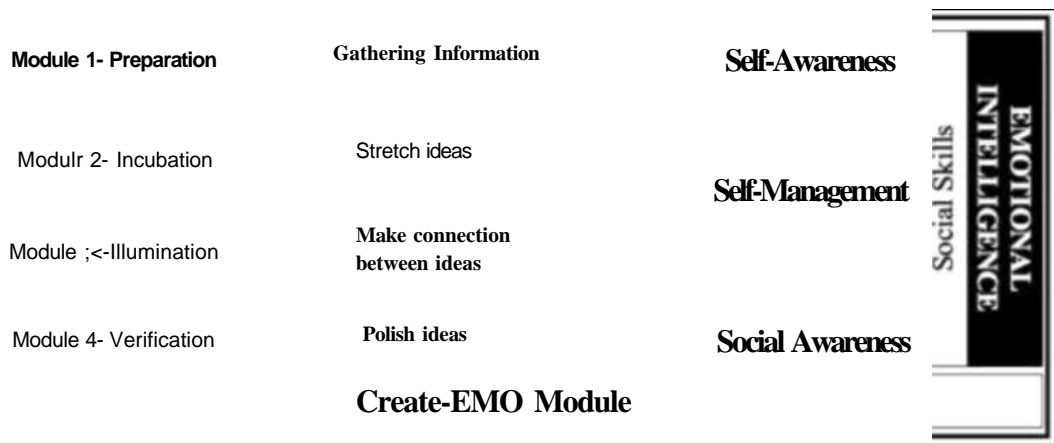 Module 1- Preparation
Gathering Information
Self-Awareness
Modulr 2- Incubation
Stretch ideas
Self-Management
Module ;<-Illumination
Make connection
between ideas
Module 4- Verification
Polish ideas
Social Awareness
Create-EMO Module
Social Skills
EMOTIONAL
INTELLIGENCE